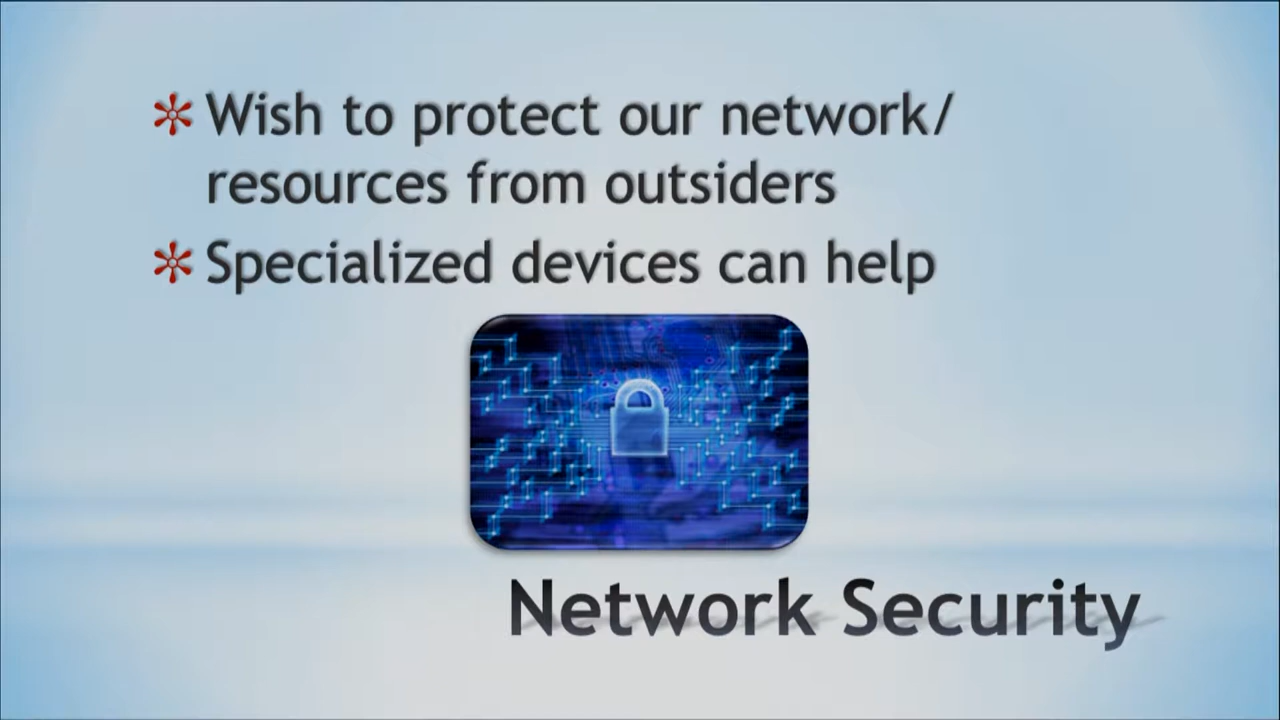 Wish to protect our network/
resources from outsiders
Specialized devices can help
Network Security